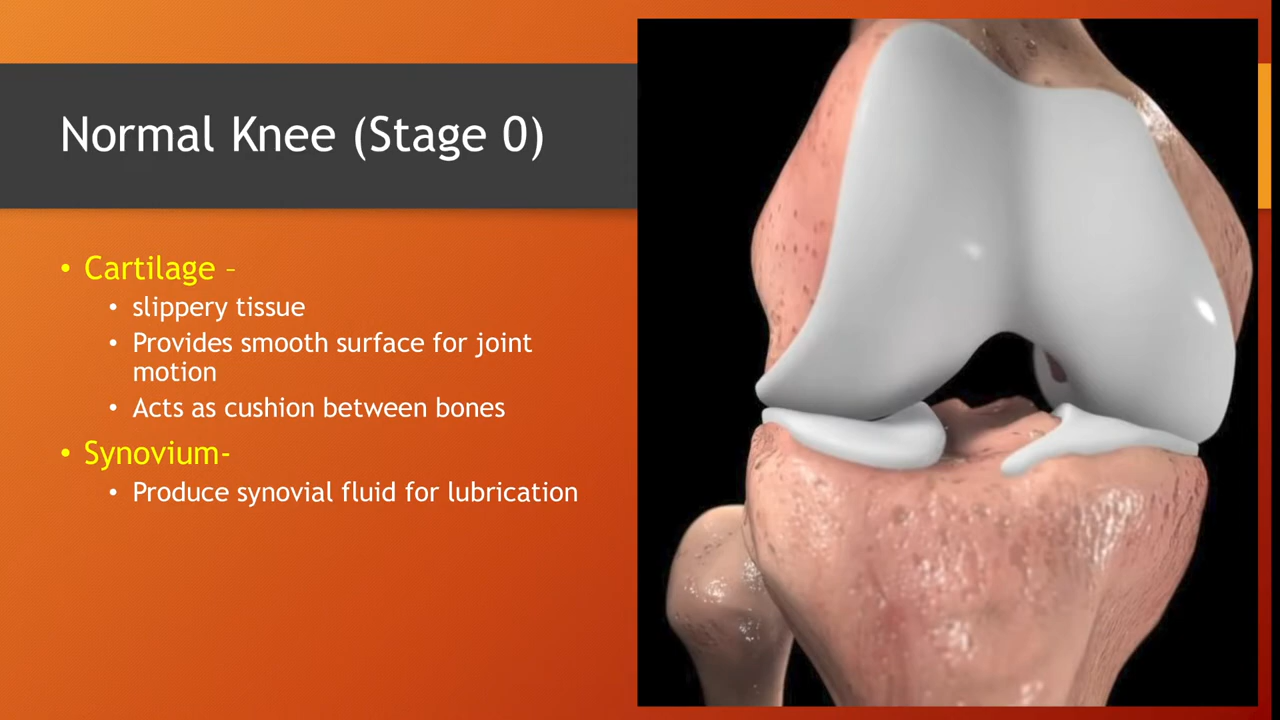 Normal Knee (Stage 0)
• Cartilage –
• slippery tissue
• Provides smooth surface for joint
motion
• Acts as cushion between bones
• Synovium-
• Produce synovial fluid for lubrication